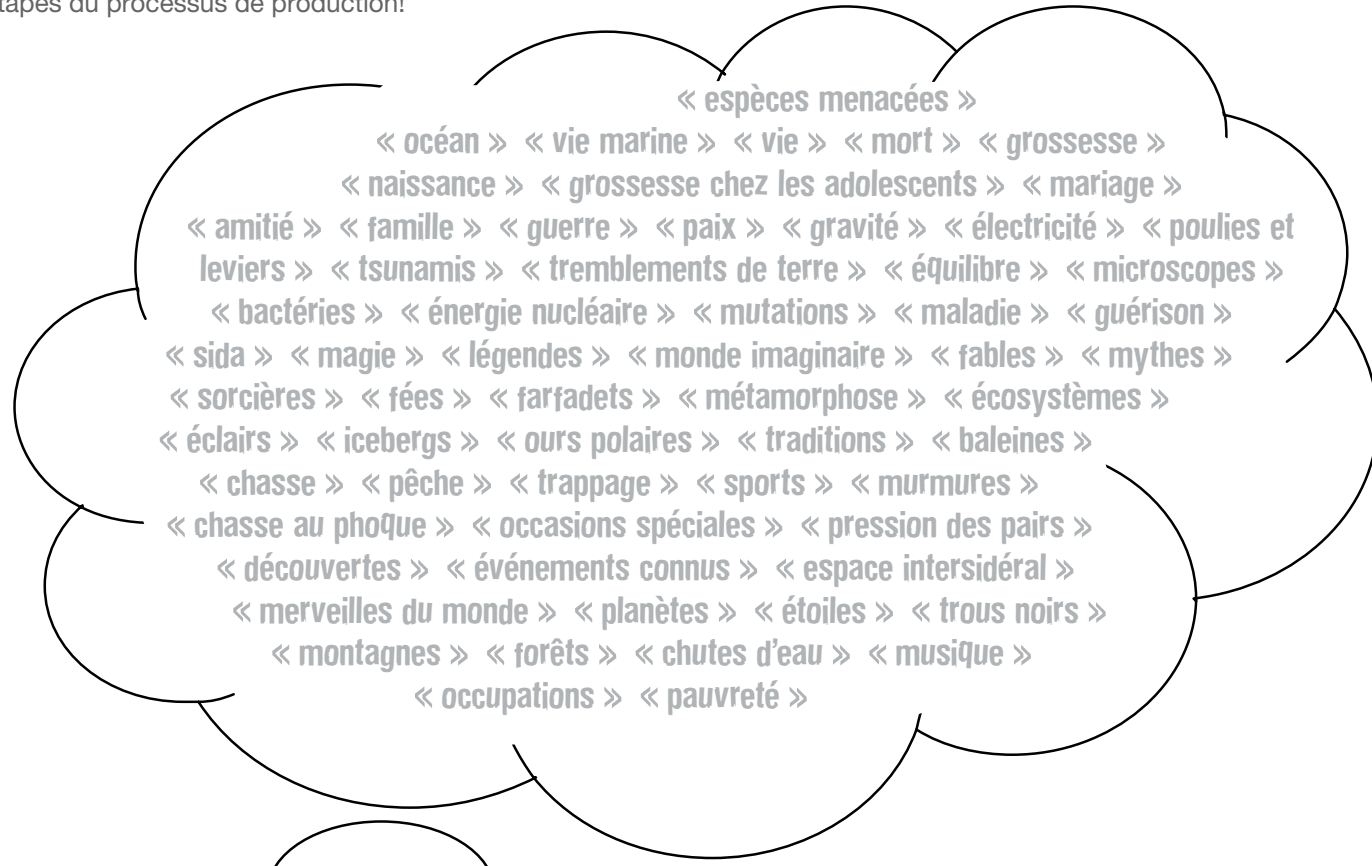 tapes du processus de production!
« espèces menacées »
« océan » « vie marine » « vie » « mort » « grossesse »
« naissance » « grossesse chez les adolescents » « mariage »
« amitié » « famille » « guerre » « paix » « gravité » « électricité » « poulies et
leviers » « tsunamis » « tremblements de terre » « équilibre » « microscopes »
« bactéries » « énergie nucléaire » « mutations » « maladie » « guérison »
« sida » « magie » « légendes » « monde imaginaire » « fables » « mythes »
« sorcières » « fées » « farfadets » « métamorphose » « écosystèmes »
« éclairs » « icebergs » « ours polaires » « traditions » « baleines »
« chasse » « pêche » « trappage » « sports » « murmures »
« chasse au phoque » « occasions spéciales » « pression des pairs »
« découvertes » « événements connus » « espace intersidéral »
« merveilles du monde » « planètes » « étoiles » « trous noirs »
« montagnes » « forêts » « chutes d'eau » « musique »
« occupations » « pauvreté »